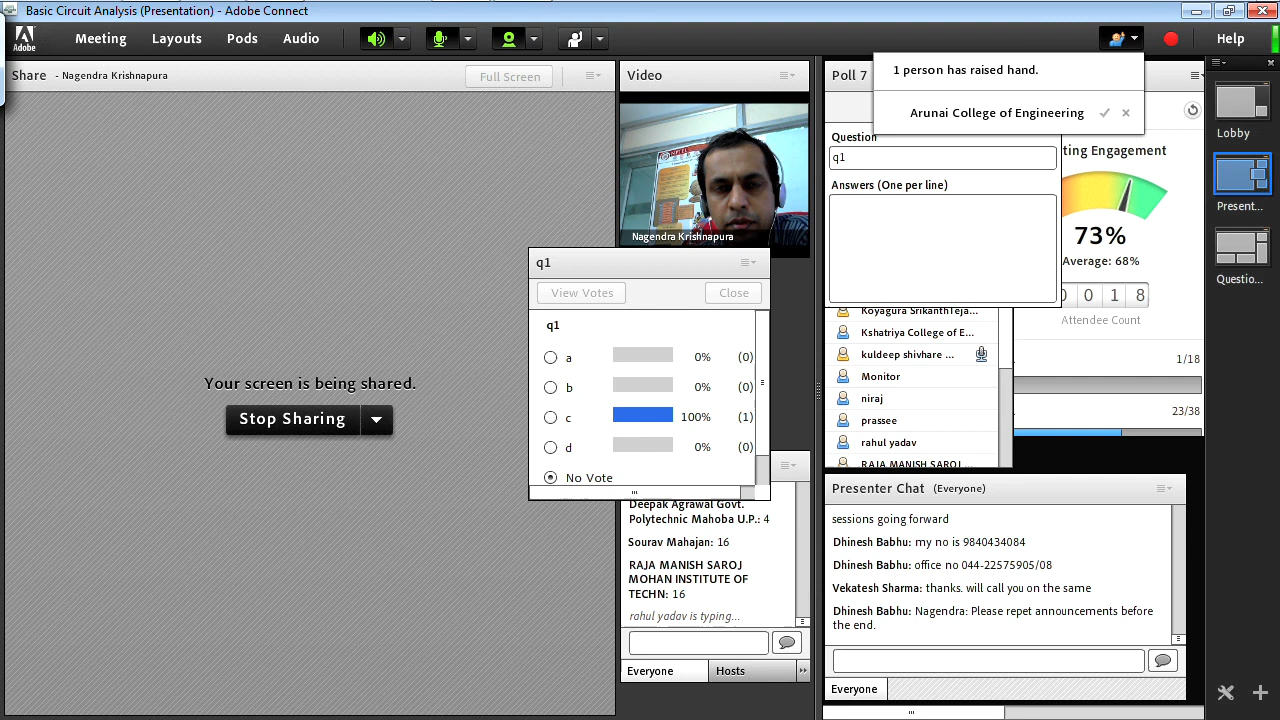 Basic Circuit Analysis (Presentation) - Adobe Connect
Adobe
Meeting
Layouts
Pods
Audio
Help
Share - Nagendra Krishnapura
Full Screen
Your screen is being shared.
Stop Sharing
Video
Nagendra Krishnapura
q1
View Votes
Close
q1
a 0% (0)
b 0% (0)
c 100% (1)
d 0% (0)
No Vote
Deepak Agrawal Govt.
Polytechnic Mahoba U.P.: 4
Sourav Mahajan: 16
RAJA MANISH SAROJ
MOHAN INSTITUTE OF
TECHN: 16
rahul yadav is typing...
Everyone
Hosts
Poll 7
1 person has raised hand.
Arunai College of Engineering
Question
q1
Answers (One per line)
ting Engagement
73%
Average: 68%
0 0 1 8
Attendee Count
1/18
23/38
Koyagura SrikanthTeja...
Kshatriya College of E...
kuldeep shivhare ...
Monitor
niraj
prassee
rahul yadav
RAJA MANISH SAROJ ...
Presenter Chat (Everyone)
sessions going forward
Dhinesh Babhu: my no is 9840434084
Dhinesh Babhu: office no 044-22575905/08
Vekatesh Sharma: thanks. will call you on the same
Dhinesh Babhu: Nagendra: Please repet announcements before
the end.
Everyone
Lobby
Present...
Questio...